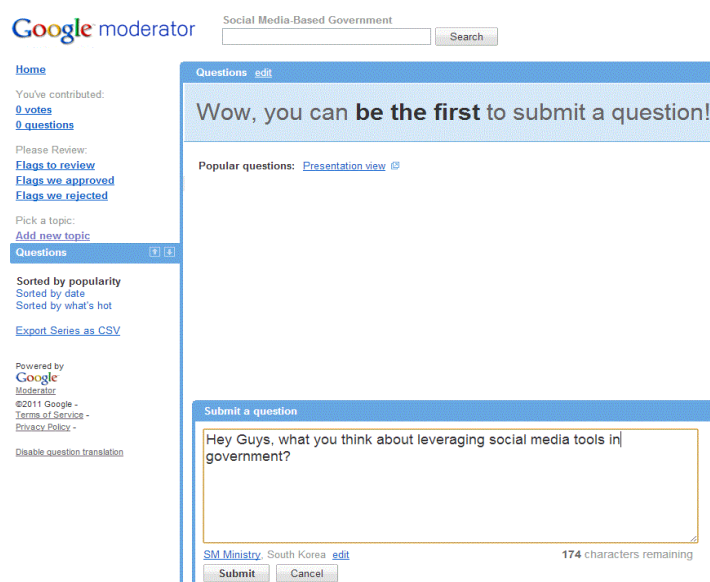 Google moderator
Social Media-Based Government
Search
Home
You've contributed:
0 votes
0 questions
Please Review:
Flags to review
Flags we approved
Flags we rejected
Pick a topic:
Add new topic
Questions
Sorted by popularity
Sorted by date
Sorted by what's hot
Export Series as CSV
Powered by
Google
Moderator
©2011 Google -
Terms of Service -
Privacy Policy -
Disable question translation
Questions edit
Wow, you can be the first to submit a question!
Popular questions: Presentation view
Submit a question
Hey Guys, what you think about leveraging social media tools in
government?
SM Ministry, South Korea edit
174 characters remaining
Submit Cancel